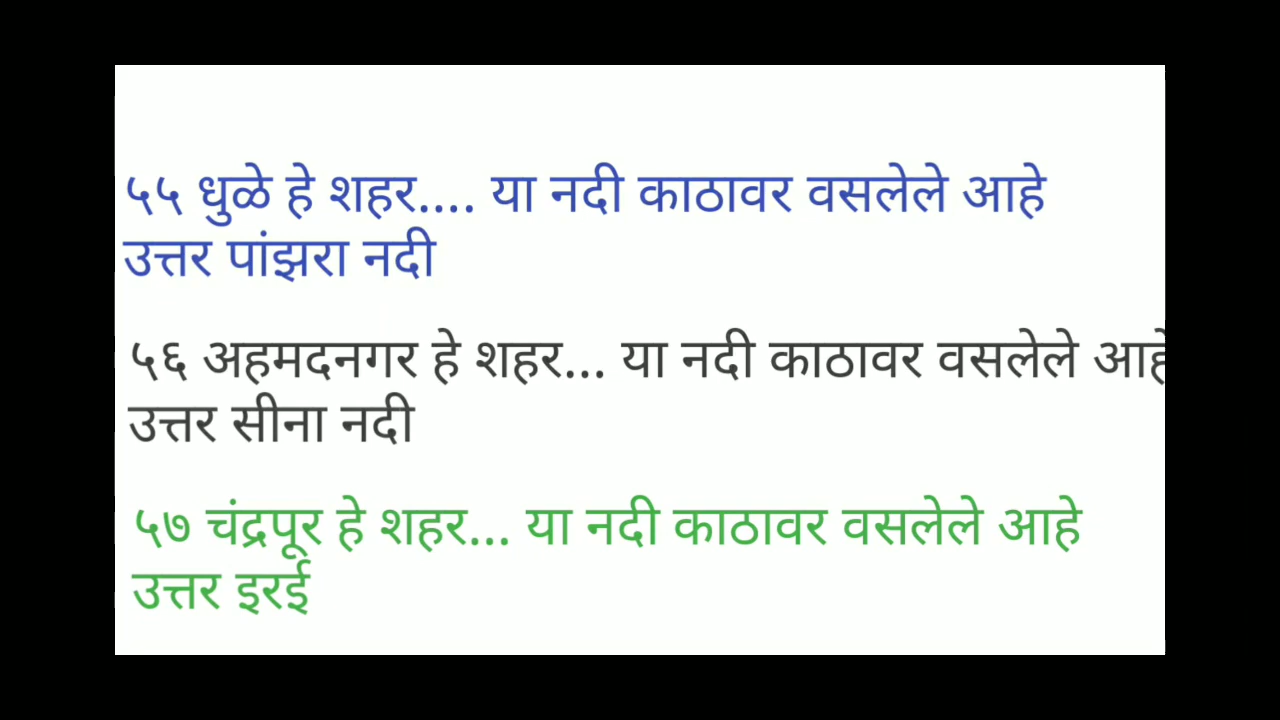 ५५ धुळे हे शहर.... या नदी काठावर वसलेले आहे
उत्तर पांझरा नदी
५६ अहमदनगर हे शहर... या नदी काठावर वसलेले आहे
उत्तर सीना नदी
५७ चंद्रपूर हे शहर... या नदी काठावर वसलेले आहे
उत्तर इरई